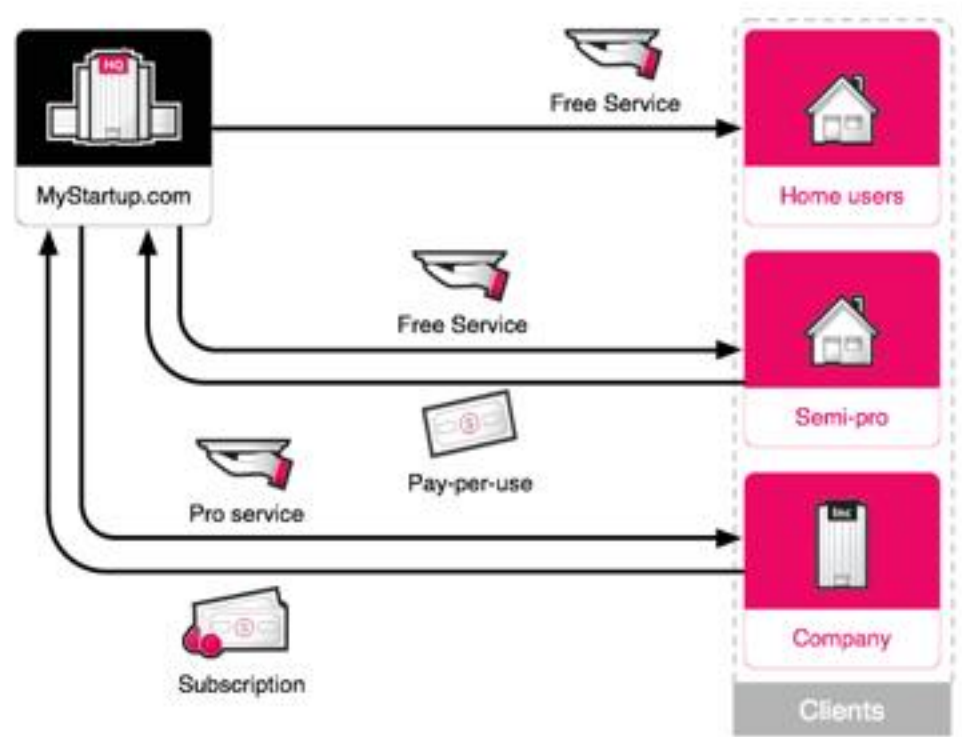 HQ
MyStartup.com
Free Service
Home users
Free Service
Semi-pro
$
Pay-per-use
Pro service
Inc
Company
$
Subscription
Clients